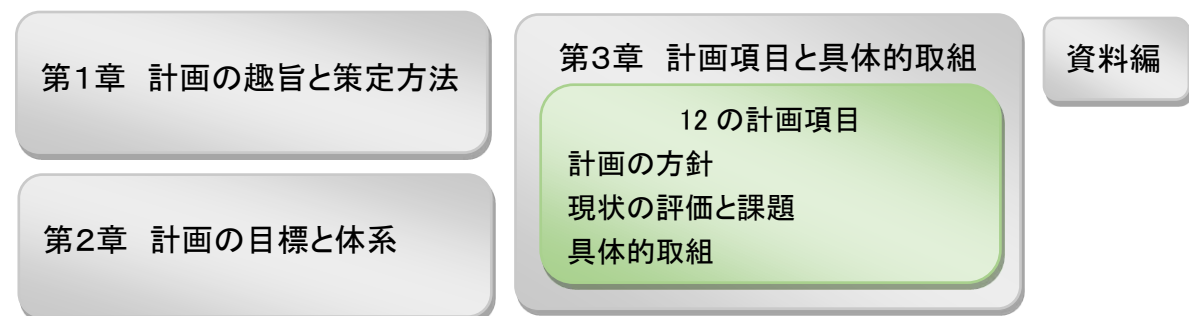 第1章 計画の趣旨と策定方法
第2章 計画の目標と体系
第3章 計画項目と具体的取組
12の計画項目
計画の方針
現状の評価と課題
具体的取組
資料編